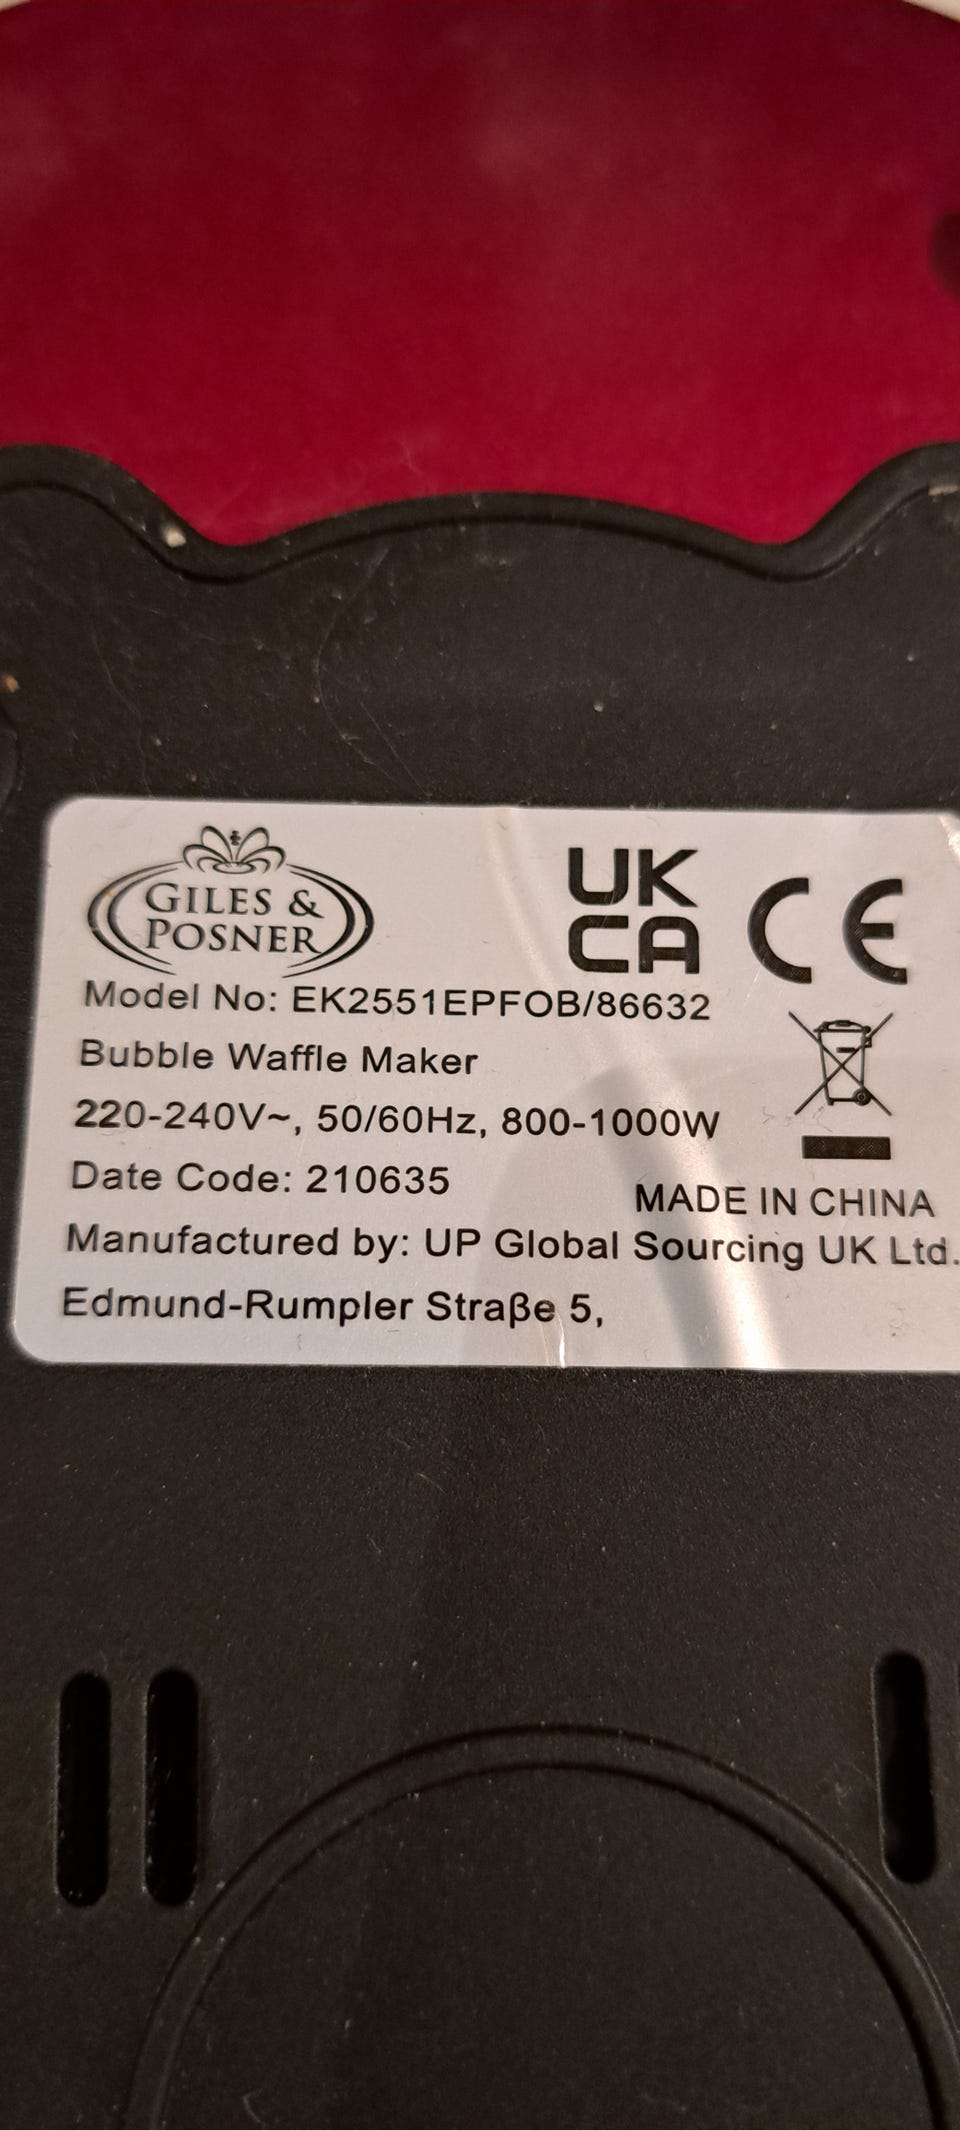 GILES &
POSNER
UK
CA CE
Model No: EK2551EPFOB/86632
Bubble Waffle Maker
220-240V~, 50/60Hz, 800-1000W
Date Code: 210635
MADE IN CHINA
Manufactured by: UP Global Sourcing UK Ltd.
Edmund-Rumpler Straße 5,